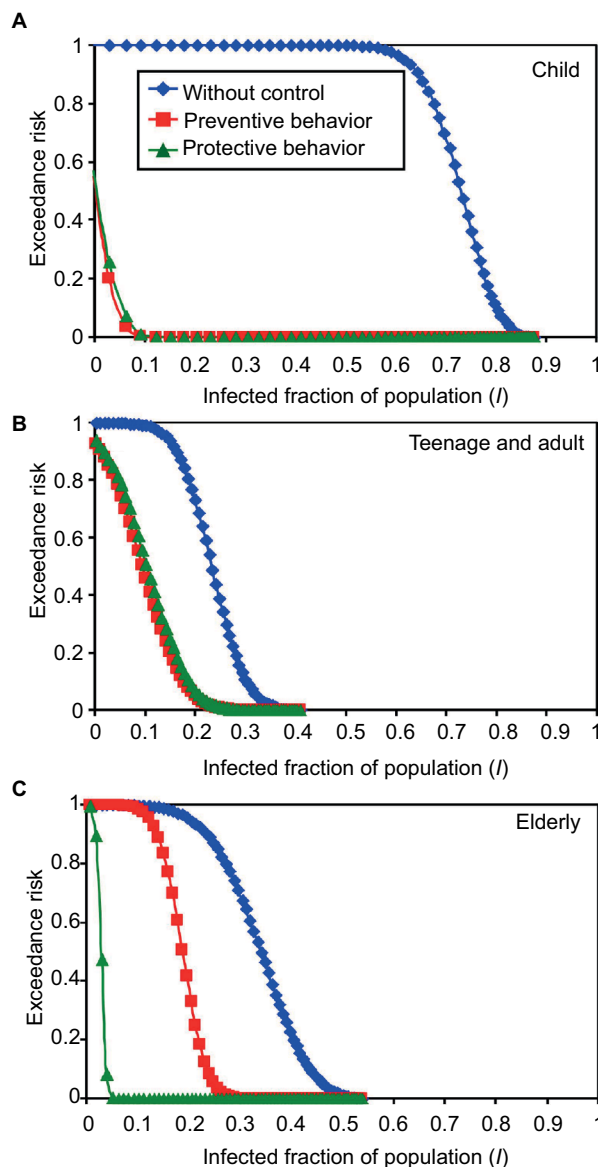 A
1
0.8
0.6
0.4
0.2
0
Exceedance risk
Child
Without control
Preventive behavior
Protective behavior
0 0.1 0.2 0.3 0.4 0.5 0.6 0.7 0.8 0.9 1
Infected fraction of population (I)
B
1
0.8
0.6
0.4
0.2
0
Exceedance risk
Teenage and adult
0 0.1 0.2 0.3 0.4 0.5 0.6 0.7 0.8 0.9 1
Infected fraction of population (I)
C
1
0.8
0.6
0.4
0.2
0
Exceedance risk
Elderly
0 0.1 0.2 0.3 0.4 0.5 0.6 0.7 0.8 0.9 1
Infected fraction of population (I)